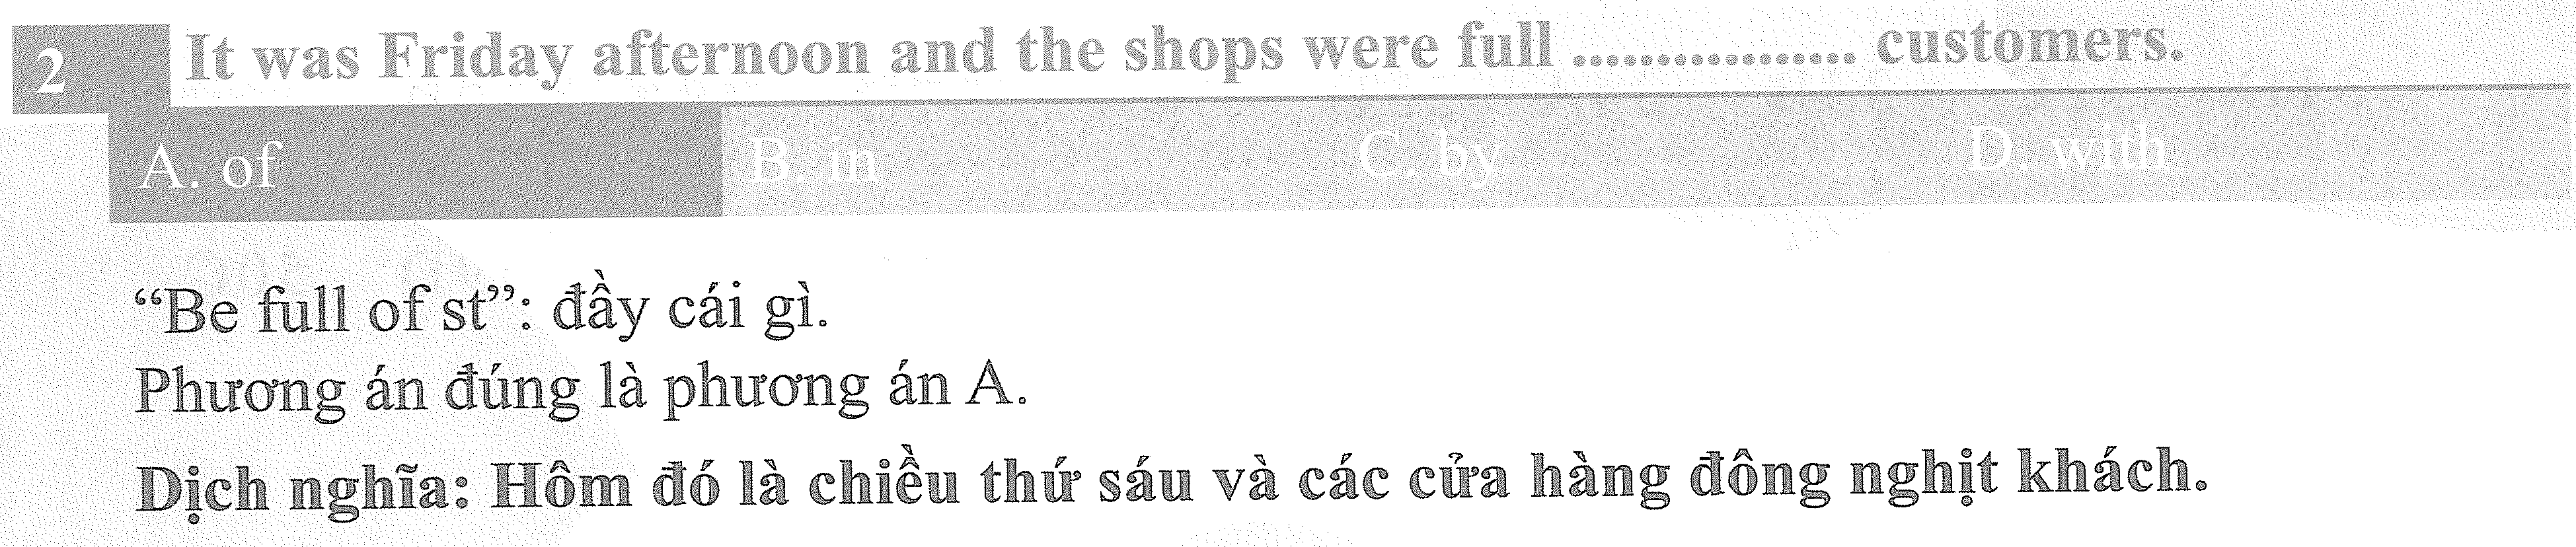 2 It was Friday afternoon and the shops were full ................ customers.
A. of B. in C. by D. with
“Be full of st”: đầy cái gì.
Phương án đúng là phương án A.
Dịch nghĩa: Hôm đó là chiều thứ sáu và các cửa hàng đông nghịt khách.